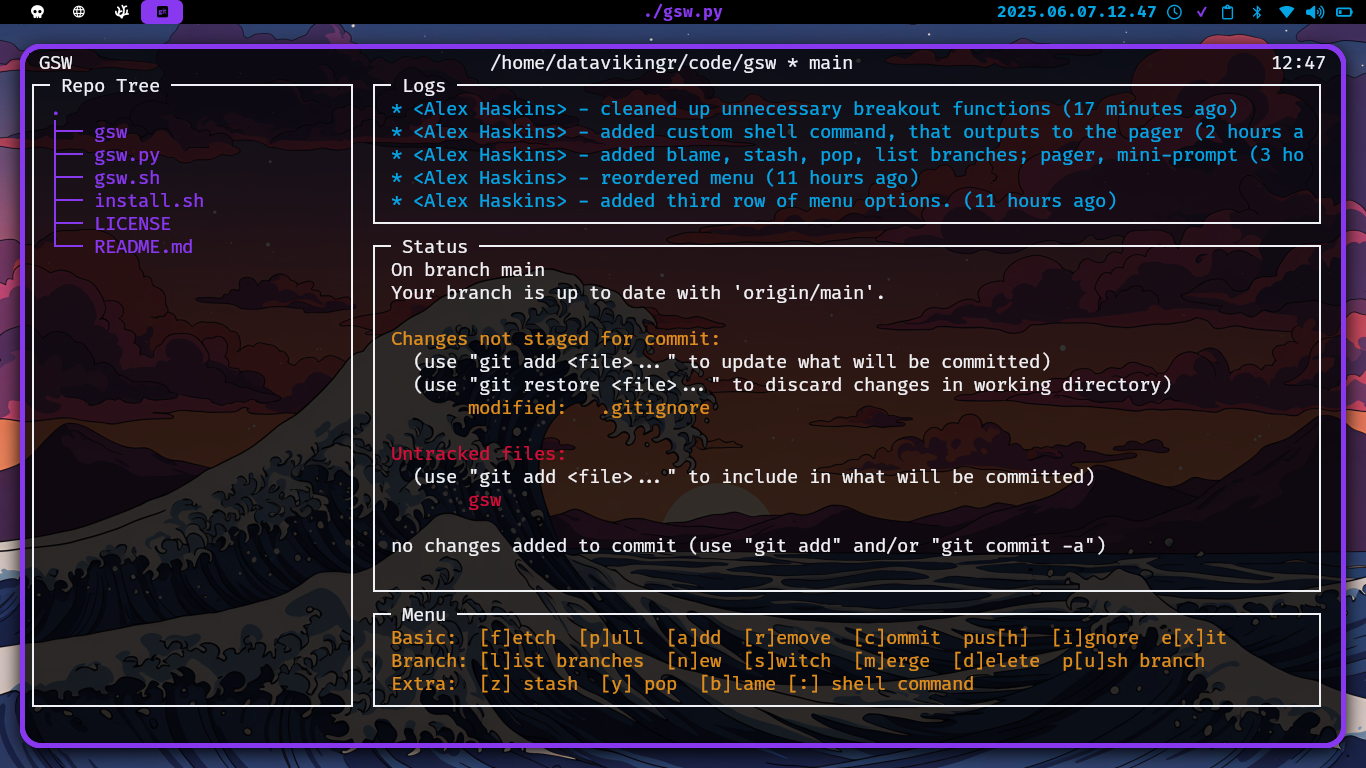 ./gsw.py
2025.06.07.12.47
GSW
/home/datavikingr/code/gsw * main
12:47
Repo Tree
.
gsw
gsw.py
gsw.sh
install.sh
LICENSE
README.md
Logs
* <Alex Haskins> - cleaned up unnecessary breakout functions (17 minutes ago)
* <Alex Haskins> - added custom shell command, that outputs to the pager (2 hours a
* <Alex Haskins> - added blame, stash, pop, list branches; pager, mini-prompt (3 ho
* <Alex Haskins> - reordered menu (11 hours ago)
* <Alex Haskins> - added third row of menu options. (11 hours ago)
Status
On branch main
Your branch is up to date with 'origin/main'.
Changes not staged for commit:
(use "git add <file>..." to update what will be committed)
(use "git restore <file>..." to discard changes in working directory)
modified:   .gitignore
Untracked files:
(use "git add <file>..." to include in what will be committed)
gsw
no changes added to commit (use "git add" and/or "git commit -a")
Menu
Basic:  [f]etch  [p]ull  [a]dd  [r]emove  [c]ommit  pus[h]  [i]gnore  e[x]it
Branch: [l]ist branches  [n]ew  [s]witch  [m]erge  [d]elete  p[u]sh branch
Extra:  [z] stash  [y] pop  [b]lame [:] shell command